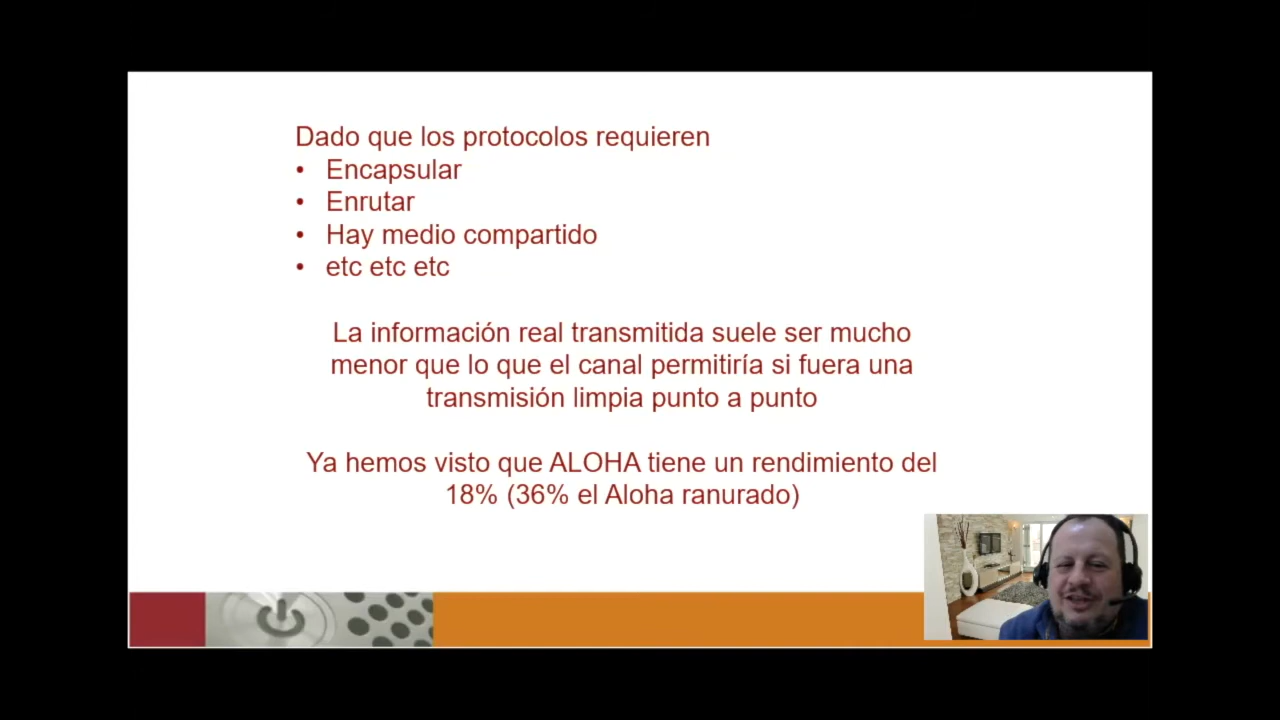 Dado que los protocolos requieren
• Encapsular
• Enrutar
• Hay medio compartido
• etc etc etc
La información real transmitida suele ser mucho
menor que lo que el canal permitiría si fuera una
transmisión limpia punto a punto
Ya hemos visto que ALOHA tiene un rendimiento del
18% (36% el Aloha ranurado)